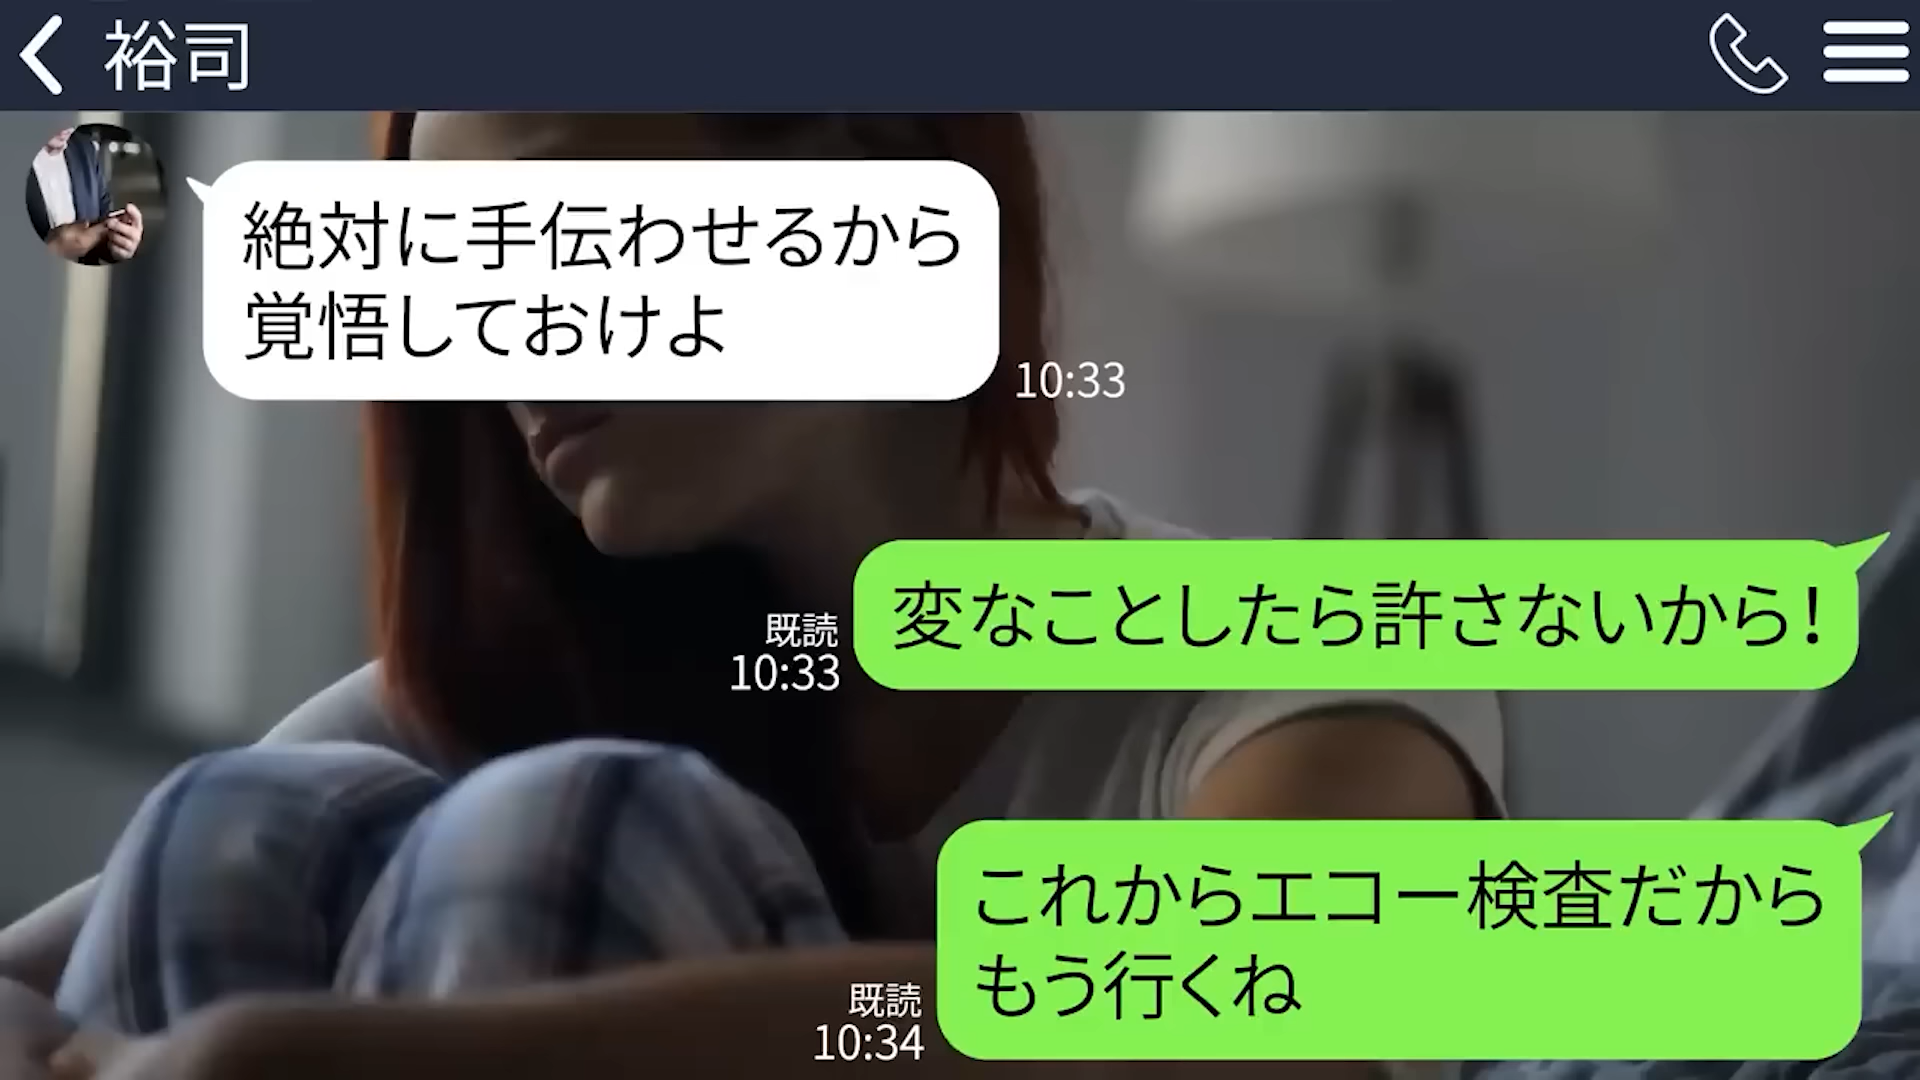 裕司
絶対に手伝わせるから
覚悟しておけよ
10:33
変なことしたら許さないから!
既読
10:33
これからエコー検査だから
もう行くね
既読
10:34